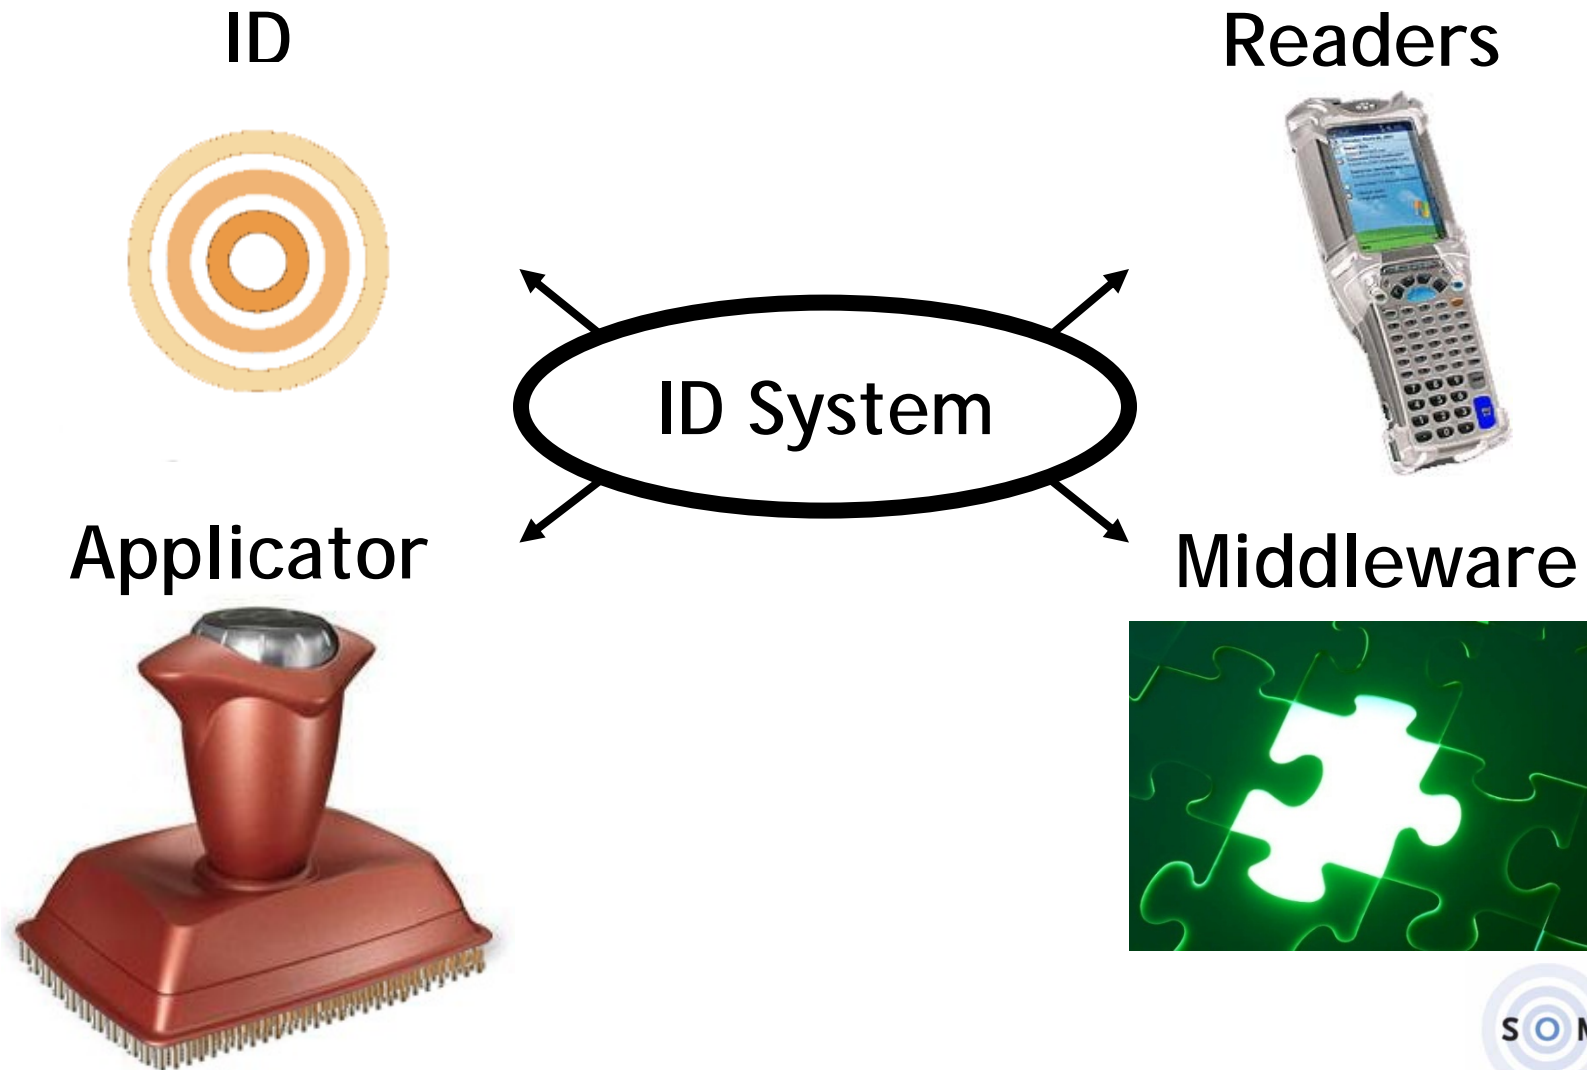 ID
Readers
ID System
Applicator
Middleware
S O M